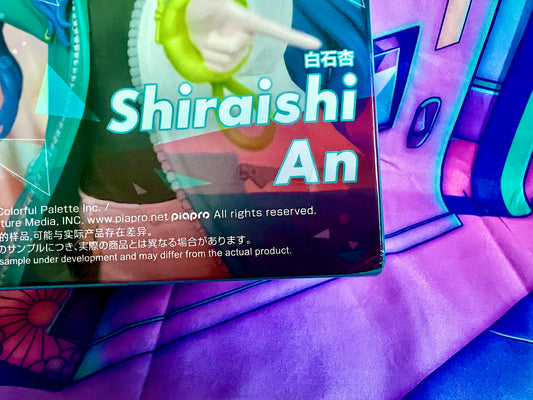 白石杏
Shiraishi
An
Colorful Palette Inc. /
ture Media, INC. www.piapro.net piapro All rights reserved.
的样品,可能与实际产品存在差异。
のサンプルにつき、実際の商品とは異なる場合があります。
sample under development and may differ from the actual product.